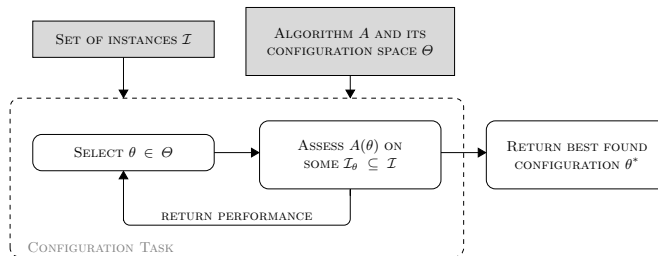 Set of instances 𝓘
Algorithm A and its
configuration space Θ
Select θ ∈ Θ
Assess A(θ) on
some 𝓘_θ ⊆ 𝓘
Return best found
configuration θ*
return performance
Configuration Task